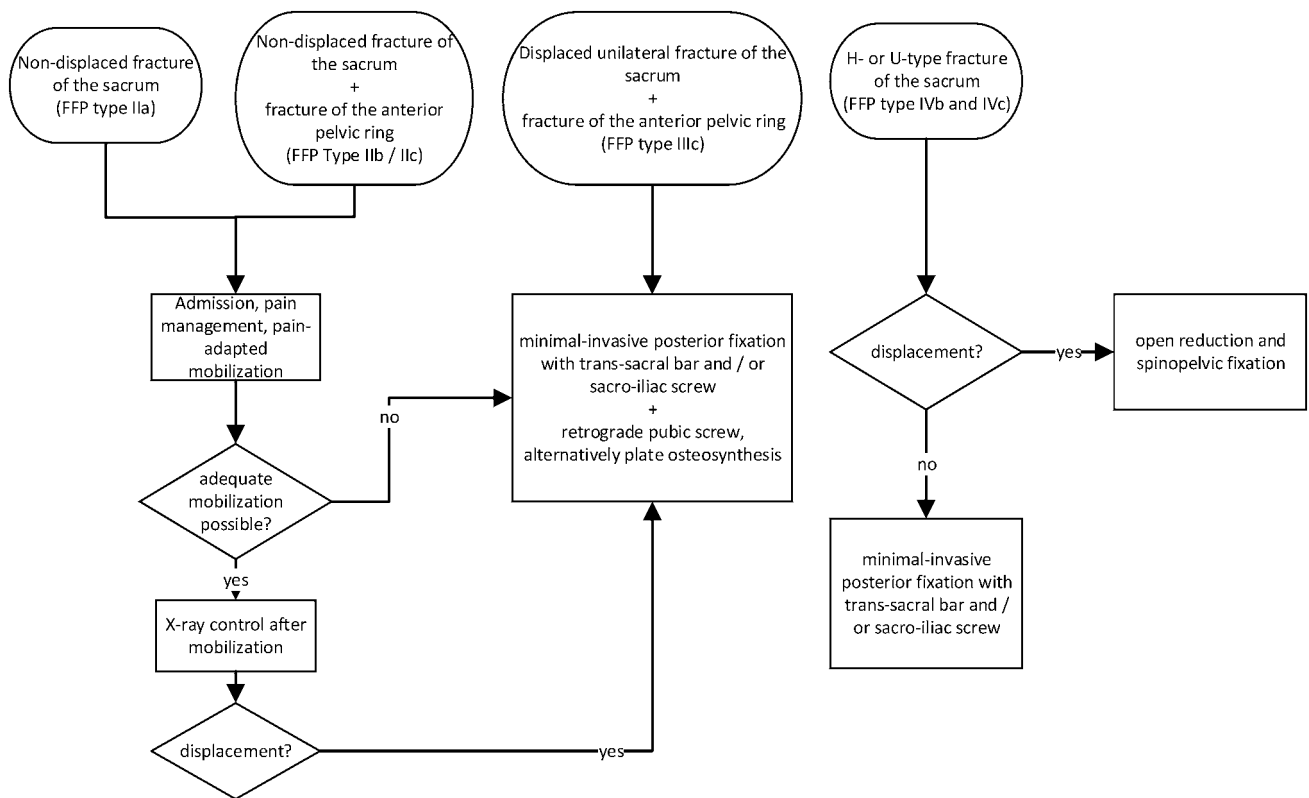 Non-displaced fracture
of the sacrum
(FFP type IIa)
Non-displaced fracture of
the sacrum
+
fracture of the anterior
pelvic ring
(FFP Type IIb / IIc)
Displaced unilateral fracture of the
sacrum
+
fracture of the anterior pelvic ring
(FFP type IIIc)
H- or U-type fracture
of the sacrum
(FFP type IVb and IVc)
Admission, pain
management, pain-
adapted
mobilization
no
adequate
mobilization
possible?
yes
X-ray control after
mobilization
displacement?
yes
minimal-invasive posterior fixation
with trans-sacral bar and / or
sacro-iliac screw
+
retrograde pubic screw,
alternatively plate osteosynthesis
displacement?
yes
open reduction and
spinopelvic fixation
no
minimal-invasive
posterior fixation with
trans-sacral bar and /
or sacro-iliac screw